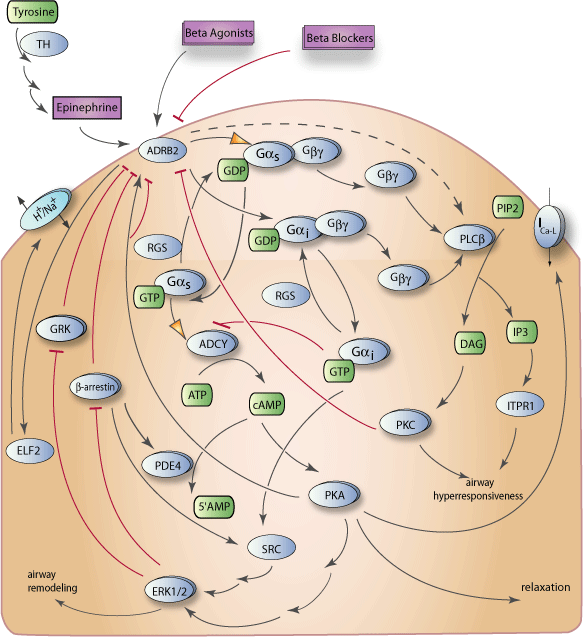 Tyrosine
TH
Beta Agonists
Beta Blockers
Epinephrine
ADRB2
Gαs
Gβγ
GDP
Gβγ
H+/Na+
PIP2
I Ca-L
PLCβ
Gαi
Gβγ
GDP
RGS
Gβγ
Gαs
GTP
RGS
GRK
ADCY
Gαi
GTP
DAG
IP3
β-arrestin
ATP
cAMP
ITPR1
PKC
ELF2
PDE4
airway
hyperresponsiveness
5'AMP
PKA
SRC
airway
remodeling
ERK1/2
relaxation